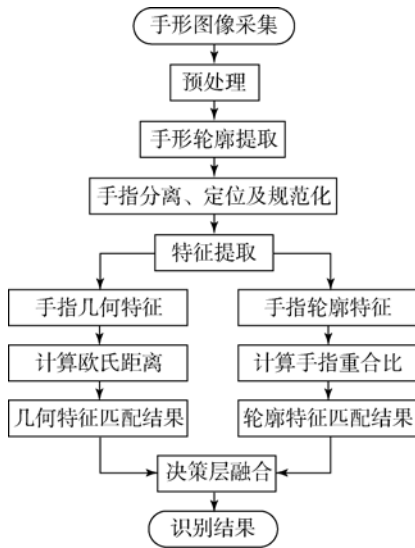 手形图像采集
预处理
手形轮廓提取
手指分离、定位及规范化
特征提取
手指几何特征
手指轮廓特征
计算欧氏距离
计算手指重合比
几何特征匹配结果
轮廓特征匹配结果
决策层融合
识别结果